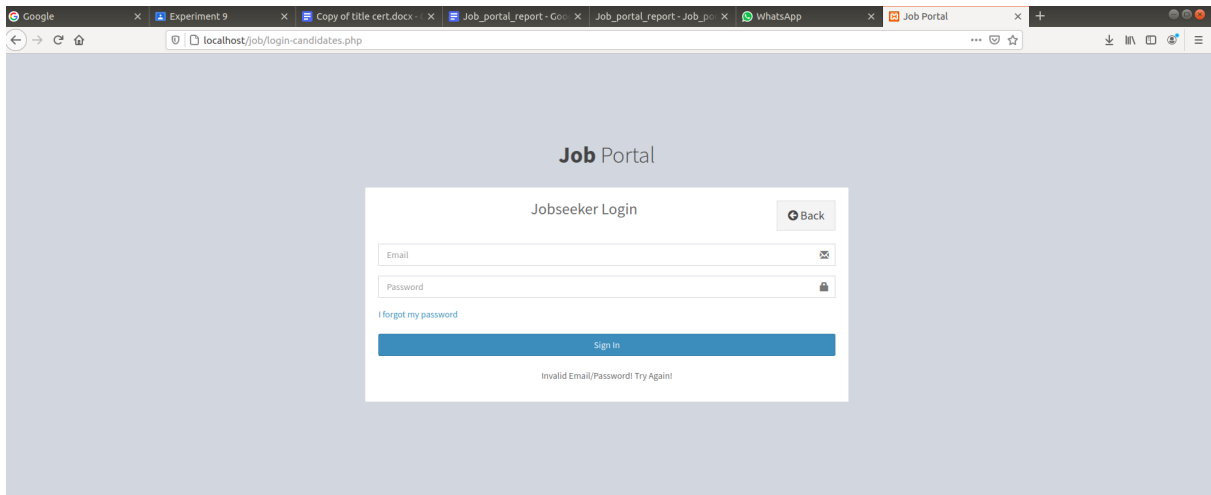 Google
Experiment 9
Copy of title cert.docx -
Job_portal_report - Goo
Job_portal_report - Job_po
WhatsApp
Job Portal
localhost/job/login-candidates.php
Job Portal
Jobseeker Login
Back
Email
Password
I forgot my password
Sign In
Invalid Email/Password! Try Again!